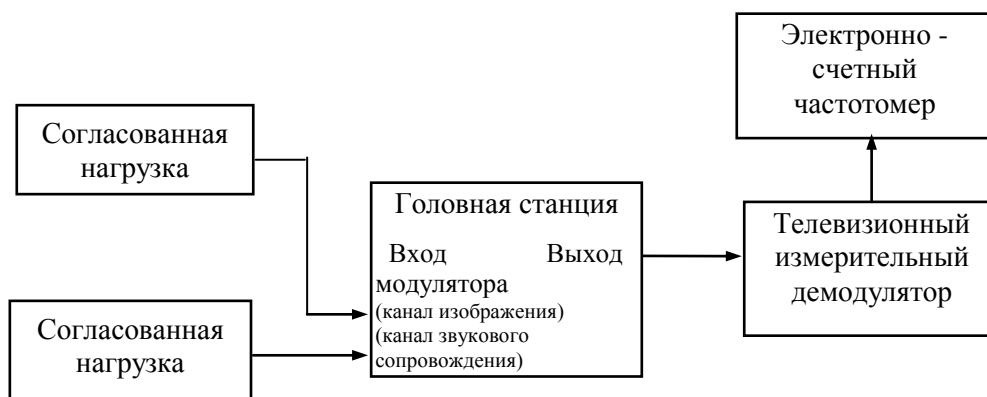 Электронно -
счетный
частотомер
Согласованная
нагрузка
Головная станция
Вход Выход
модулятора
(канал изображения)
(канал звукового
сопровождения)
Телевизионный
измерительный
демодулятор
Согласованная
нагрузка